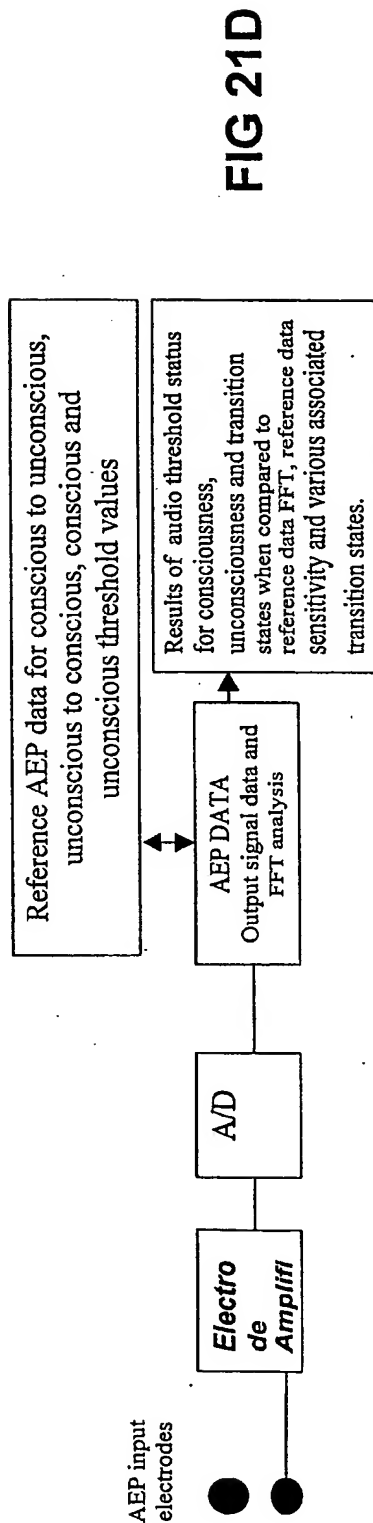 AEP input
electrodes
Electro
de
Amplifi
A/D
AEP DATA
Output signal data and
FFT analysis
Reference AEP data for conscious to unconscious,
unconscious to conscious, conscious and
unconscious threshold values
Results of audio threshold status
for consciousness,
unconsciousness and transition
states when compared to
reference data FFT, reference data
sensitivity and various associated
transition states.
FIG 21D